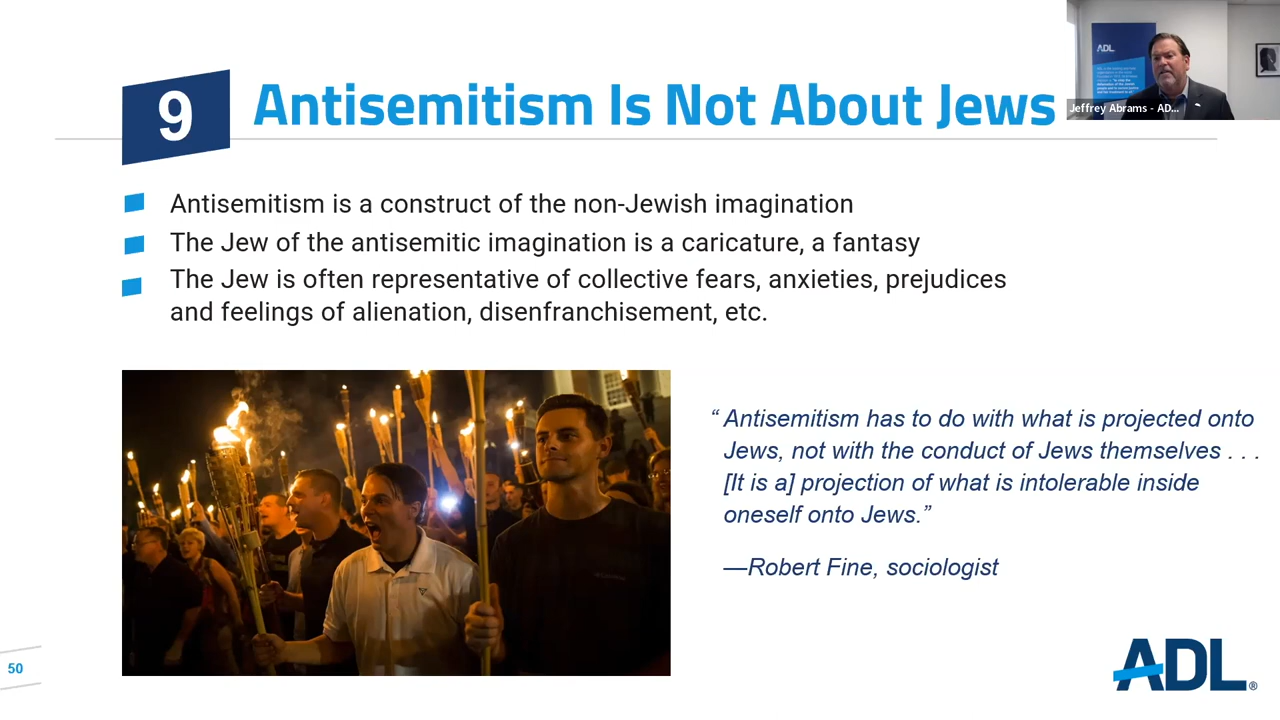 9
Antisemitism Is Not About Jews
ADL
Jeffrey Abrams - AD...
Antisemitism is a construct of the non-Jewish imagination
The Jew of the antisemitic imagination is a caricature, a fantasy
The Jew is often representative of collective fears, anxieties, prejudices
and feelings of alienation, disenfranchisement, etc.
“ Antisemitism has to do with what is projected onto
Jews, not with the conduct of Jews themselves . . .
[It is a] projection of what is intolerable inside
oneself onto Jews.”
—Robert Fine, sociologist
50
ADL®